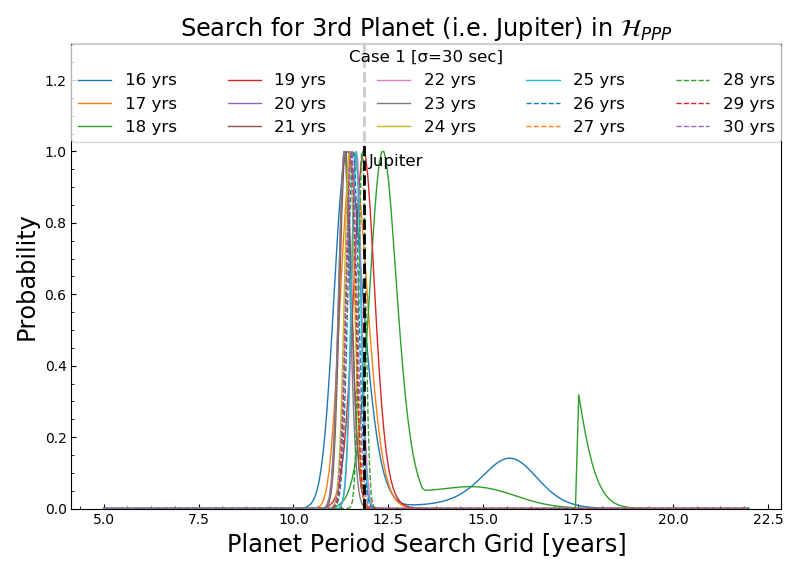 Search for 3rd Planet (i.e. Jupiter) in ℋ_PPP
Case 1 [σ=30 sec]
16 yrs 19 yrs 22 yrs 25 yrs 28 yrs
17 yrs 20 yrs 23 yrs 26 yrs 29 yrs
18 yrs 21 yrs 24 yrs 27 yrs 30 yrs
Jupiter
Probability
1.2
1.0
0.8
0.6
0.4
0.2
0.0
5.0 7.5 10.0 12.5 15.0 17.5 20.0 22.5
Planet Period Search Grid [years]